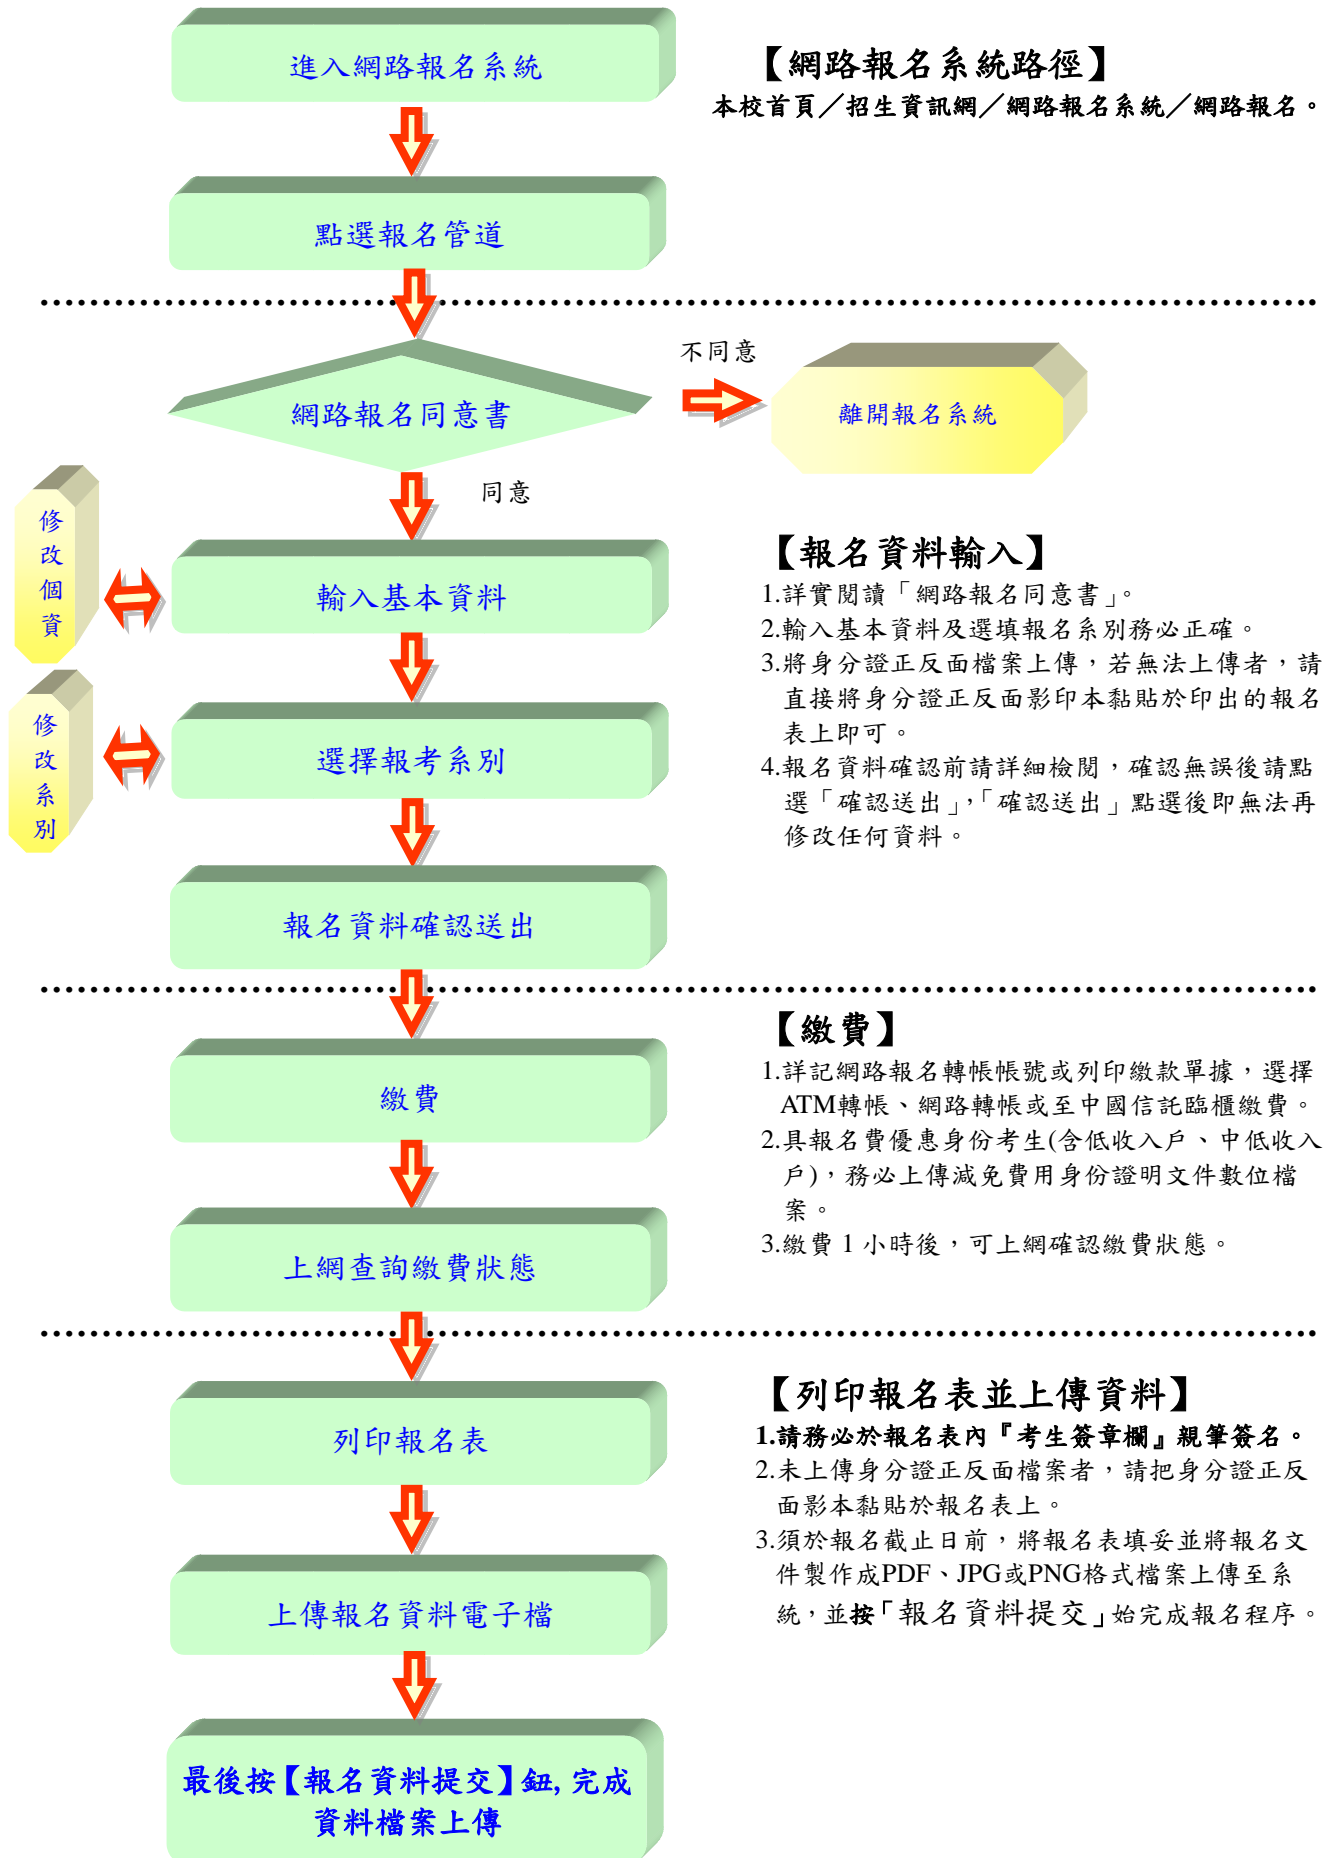 進入網路報名系統
【網路報名系統路徑】
本校首頁／招生資訊網／網路報名系統／網路報名。
點選報名管道
不同意
網路報名同意書
離開報名系統
同意
修
改
個
資
輸入基本資料
【報名資料輸入】
1.詳實閱讀「網路報名同意書」。
2.輸入基本資料及選填報名系別務必正確。
3.將身分證正反面檔案上傳，若無法上傳者，請
直接將身分證正反面影印本黏貼於印出的報名
表上即可。
4.報名資料確認前請詳細檢閱，確認無誤後請點
選「確認送出」，「確認送出」點選後即無法再
修改任何資料。
修
改
系
別
選擇報考系別
報名資料確認送出
【繳費】
1.詳記網路報名轉帳帳號或列印繳款單據，選擇
ATM轉帳、網路轉帳或至中國信託臨櫃繳費。
2.具報名費優惠身份考生(含低收入戶、中低收入
戶)，務必上傳減免費用身份證明文件數位檔
案。
3.繳費 1 小時後，可上網確認繳費狀態。
繳費
上網查詢繳費狀態
【列印報名表並上傳資料】
1.請務必於報名表內『考生簽章欄』親筆簽名。
2.未上傳身分證正反面檔案者，請把身分證正反
面影本黏貼於報名表上。
3.須於報名截止日前，將報名表填妥並將報名文
件製作成PDF、JPG或PNG格式檔案上傳至系
統，並按「報名資料提交」始完成報名程序。
列印報名表
上傳報名資料電子檔
最後按【報名資料提交】鈕,完成
資料檔案上傳